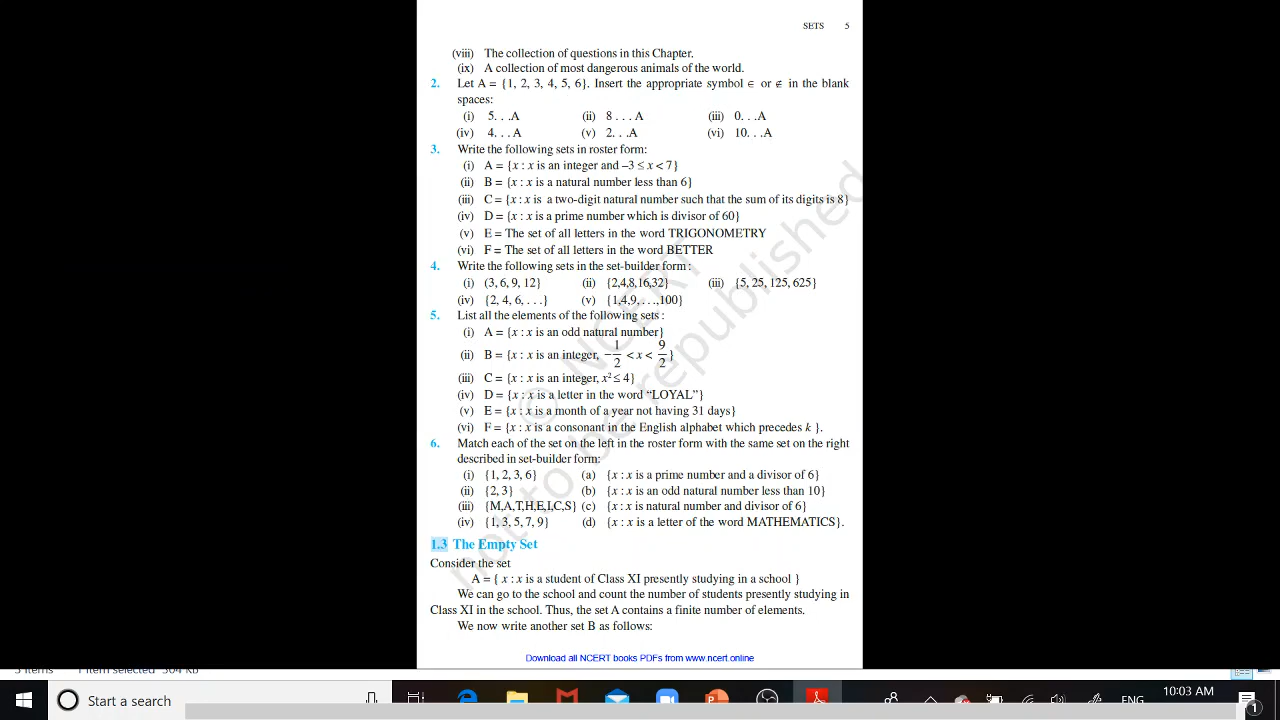 SETS 5
(viii) The collection of questions in this Chapter.
(ix) A collection of most dangerous animals of the world.
2. Let A = {1, 2, 3, 4, 5, 6}. Insert the appropriate symbol ∈ or ∉ in the blank
spaces:
(i) 5. . .A (ii) 8 . . . A (iii) 0. . .A
(iv) 4. . . A (v) 2. . .A (vi) 10. . .A
3. Write the following sets in roster form:
(i) A = {x : x is an integer and –3 ≤ x < 7}
(ii) B = {x : x is a natural number less than 6}
(iii) C = {x : x is a two-digit natural number such that the sum of its digits is 8}
(iv) D = {x : x is a prime number which is divisor of 60}
(v) E = The set of all letters in the word TRIGONOMETRY
(vi) F = The set of all letters in the word BETTER
4. Write the following sets in the set-builder form :
(i) (3, 6, 9, 12} (ii) {2,4,8,16,32} (iii) {5, 25, 125, 625}
(iv) {2, 4, 6, . . .} (v) {1,4,9, . . .,100}
5. List all the elements of the following sets :
(i) A = {x : x is an odd natural number}
(ii) B = {x : x is an integer, –1/2 < x < 9/2 }
(iii) C = {x : x is an integer, x² ≤ 4}
(iv) D = {x : x is a letter in the word “LOYAL”}
(v) E = {x : x is a month of a year not having 31 days}
(vi) F = {x : x is a consonant in the English alphabet which precedes k }.
6. Match each of the set on the left in the roster form with the same set on the right
described in set-builder form:
(i) {1, 2, 3, 6} (a) {x : x is a prime number and a divisor of 6}
(ii) {2, 3} (b) {x : x is an odd natural number less than 10}
(iii) {M,A,T,H,E,I,C,S} (c) {x : x is natural number and divisor of 6}
(iv) {1, 3, 5, 7, 9} (d) {x : x is a letter of the word MATHEMATICS}.
1.3 The Empty Set
Consider the set
A = { x : x is a student of Class XI presently studying in a school }
We can go to the school and count the number of students presently studying in
Class XI in the school. Thus, the set A contains a finite number of elements.
We now write another set B as follows:
© NCERT
not to be republished
Download all NCERT books PDFs from www.ncert.online
Start a search
ENG
10:03 AM
1